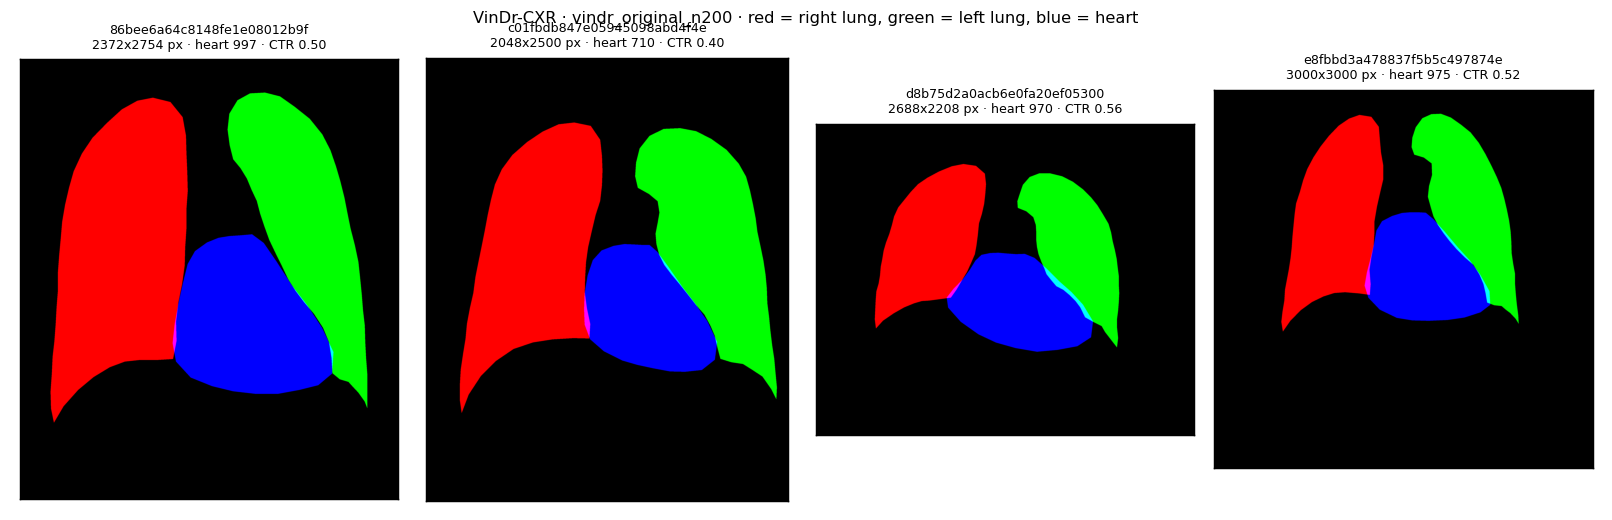 VinDr-CXR · vindr_original_n200 · red = right lung, green = left lung, blue = heart
86bee6a64c8148fe1e08012b9f
2372x2754 px · heart 997 · CTR 0.50
c01fbdb847e05945098abd4f4e
2048x2500 px · heart 710 · CTR 0.40
d8b75d2a0acb6e0fa20ef05300
2688x2208 px · heart 970 · CTR 0.56
e8fbbd3a478837f5b5c497874e
3000x3000 px · heart 975 · CTR 0.52